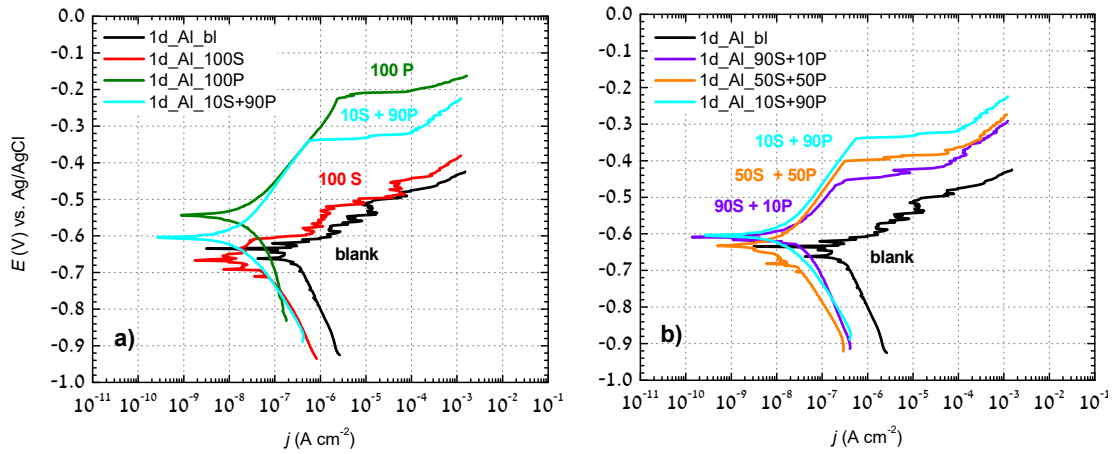 0.0
-0.1
-0.2
-0.3
-0.4
-0.5
-0.6
-0.7
-0.8
-0.9
-1.0
E (V) vs. Ag/AgCl
1d_Al_bl
1d_Al_100S
1d_Al_100P
1d_Al_10S+90P
100 P
10S + 90P
100 S
blank
a)
10⁻¹¹ 10⁻¹⁰ 10⁻⁹ 10⁻⁸ 10⁻⁷ 10⁻⁶ 10⁻⁵ 10⁻⁴ 10⁻³ 10⁻² 10⁻¹
j (A cm⁻²)
0.0
-0.1
-0.2
-0.3
-0.4
-0.5
-0.6
-0.7
-0.8
-0.9
-1.0
1d_Al_bl
1d_Al_90S+10P
1d_Al_50S+50P
1d_Al_10S+90P
10S + 90P
50S + 50P
90S + 10P
blank
b)
10⁻¹¹ 10⁻¹⁰ 10⁻⁹ 10⁻⁸ 10⁻⁷ 10⁻⁶ 10⁻⁵ 10⁻⁴ 10⁻³ 10⁻² 10⁻¹
j (A cm⁻²)